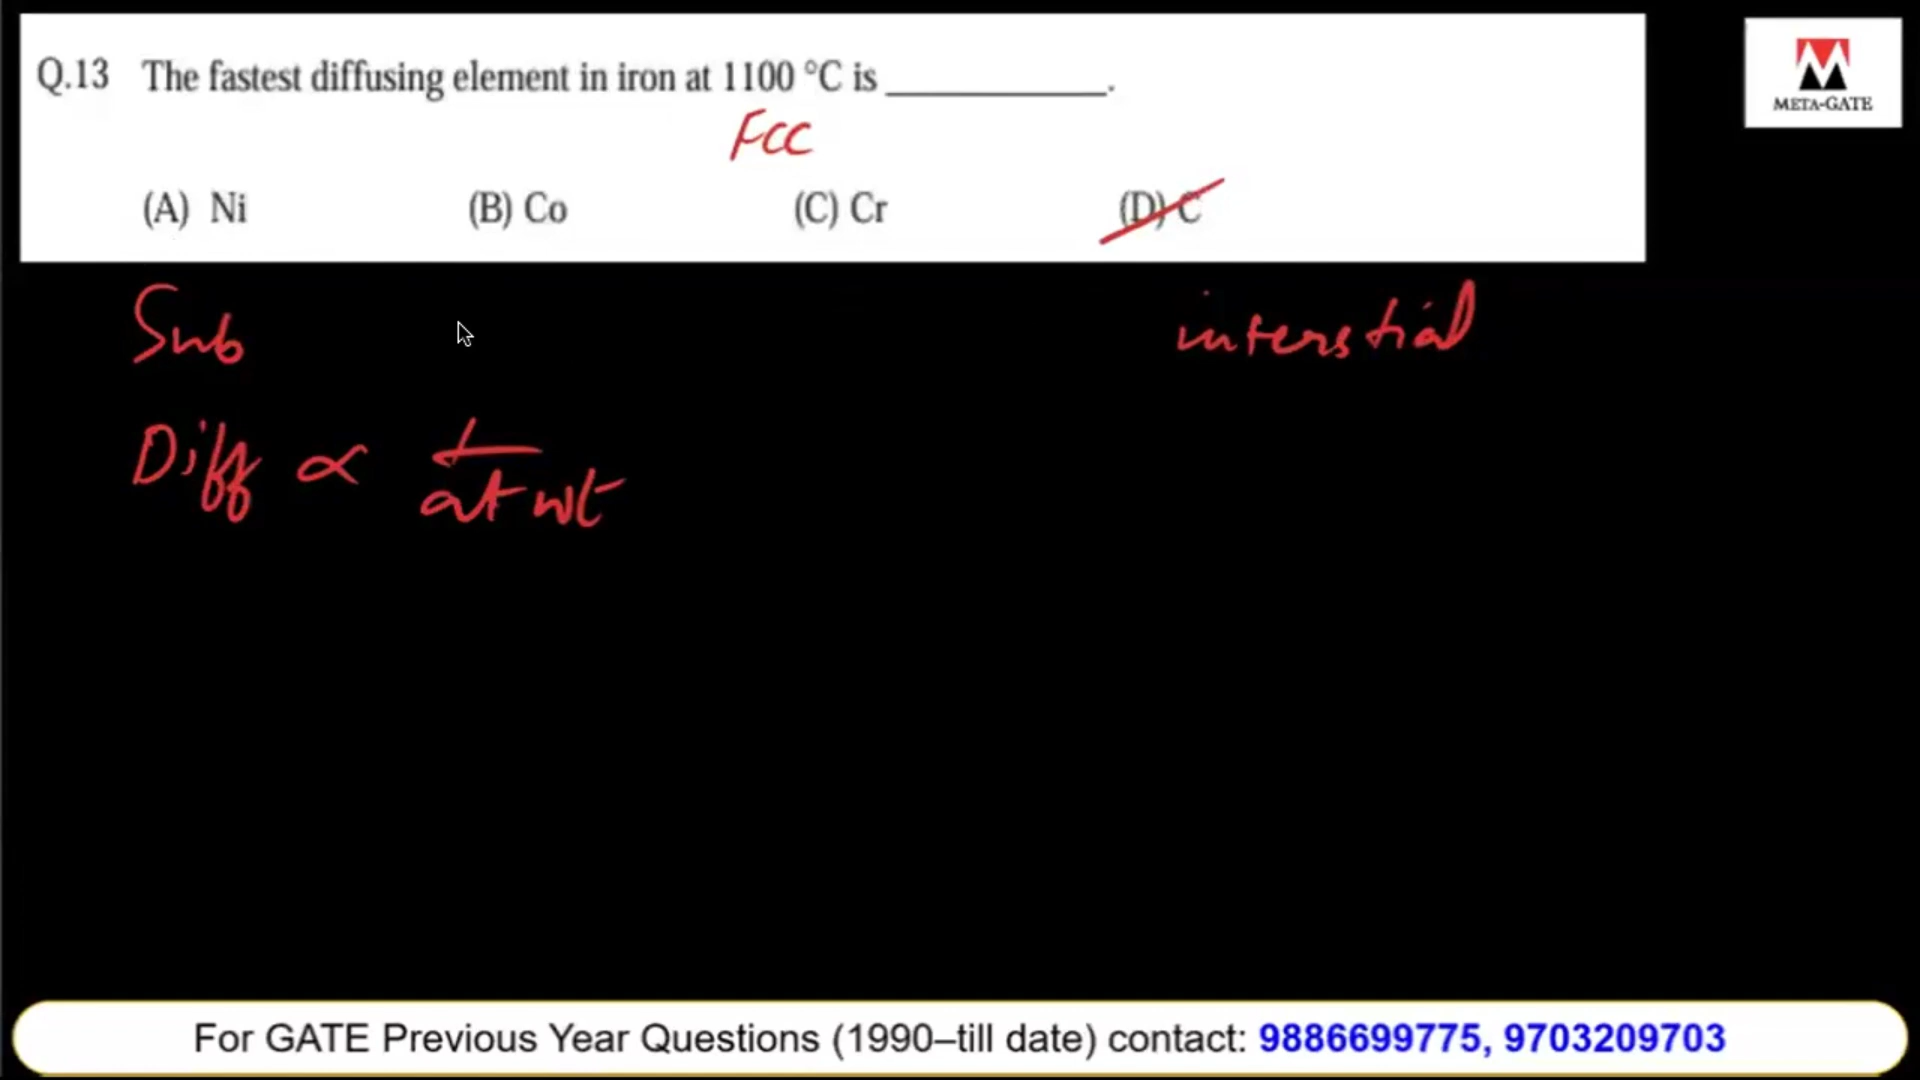 Q.13 The fastest diffusing element in iron at 1100 °C is ____________.
FCC
(A) Ni (B) Co (C) Cr (D) C
META-GATE
Sub interstial
Diff ∝ 1/at wt
For GATE Previous Year Questions (1990–till date) contact: 9886699775, 9703209703